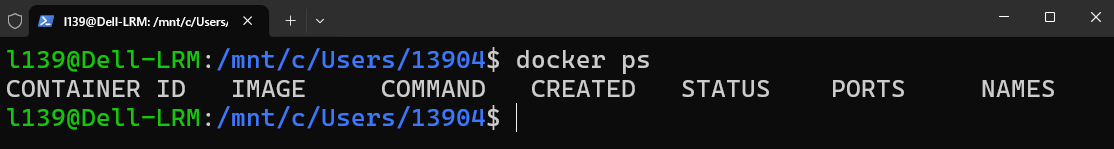 l139@Dell-LRM: /mnt/c/Users/
l139@Dell-LRM:/mnt/c/Users/13904$ docker ps
CONTAINER ID   IMAGE     COMMAND   CREATED   STATUS    PORTS     NAMES
l139@Dell-LRM:/mnt/c/Users/13904$